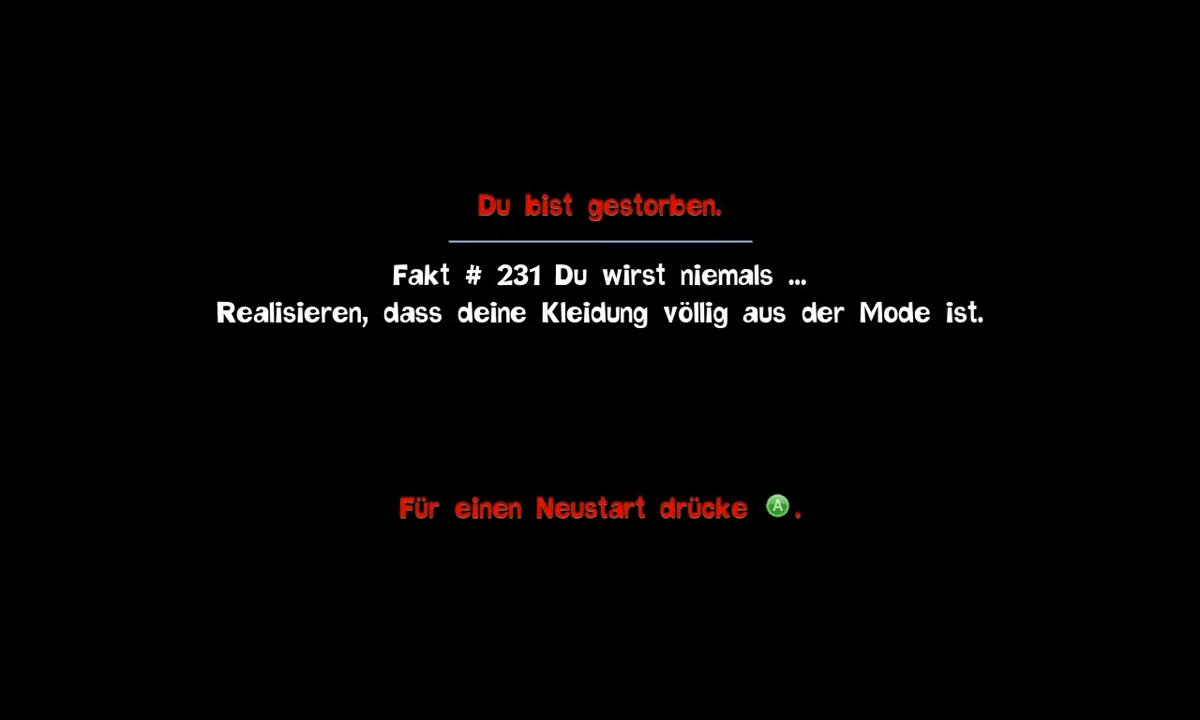 Du bist gestorben.
Fakt # 231 Du wirst niemals ...
Realisieren, dass deine Kleidung völlig aus der Mode ist.
Für einen Neustart drücke A.